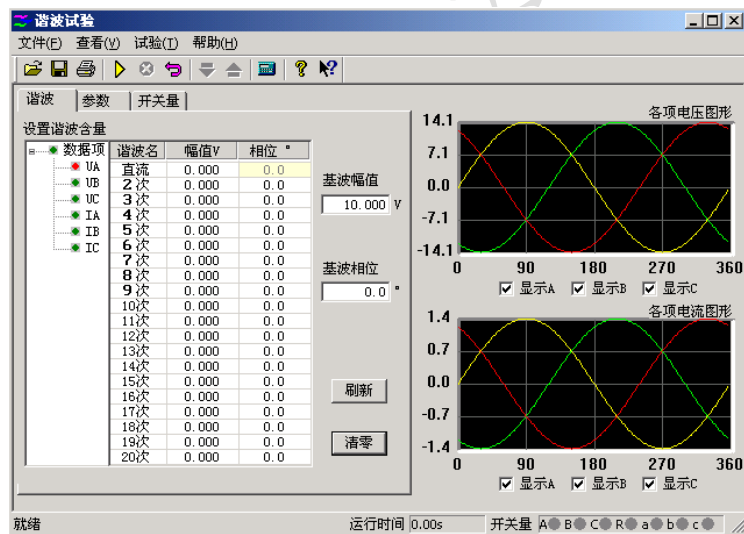 谐波试验
文件(F) 查看(V) 试验(T) 帮助(H)
谐波 参数 开关量
设置谐波含量
数据项
UA
UB
UC
IA
IB
IC
谐波名 幅值V 相位 °
直流 0.000 0.0
2次 0.000 0.0
3次 0.000 0.0
4次 0.000 0.0
5次 0.000 0.0
6次 0.000 0.0
7次 0.000 0.0
8次 0.000 0.0
9次 0.000 0.0
10次 0.000 0.0
11次 0.000 0.0
12次 0.000 0.0
13次 0.000 0.0
14次 0.000 0.0
15次 0.000 0.0
16次 0.000 0.0
17次 0.000 0.0
18次 0.000 0.0
19次 0.000 0.0
20次 0.000 0.0
基波幅值
10.000 V
基波相位
0.0 °
刷新
清零
各项电压图形
14.1
7.1
0.0
-7.1
-14.1
0 90 180 270 360
显示A 显示B 显示C
各项电流图形
1.4
0.7
0.0
-0.7
-1.4
0 90 180 270 360
显示A 显示B 显示C
就绪 运行时间 0.00s 开关量 A B C R a b c